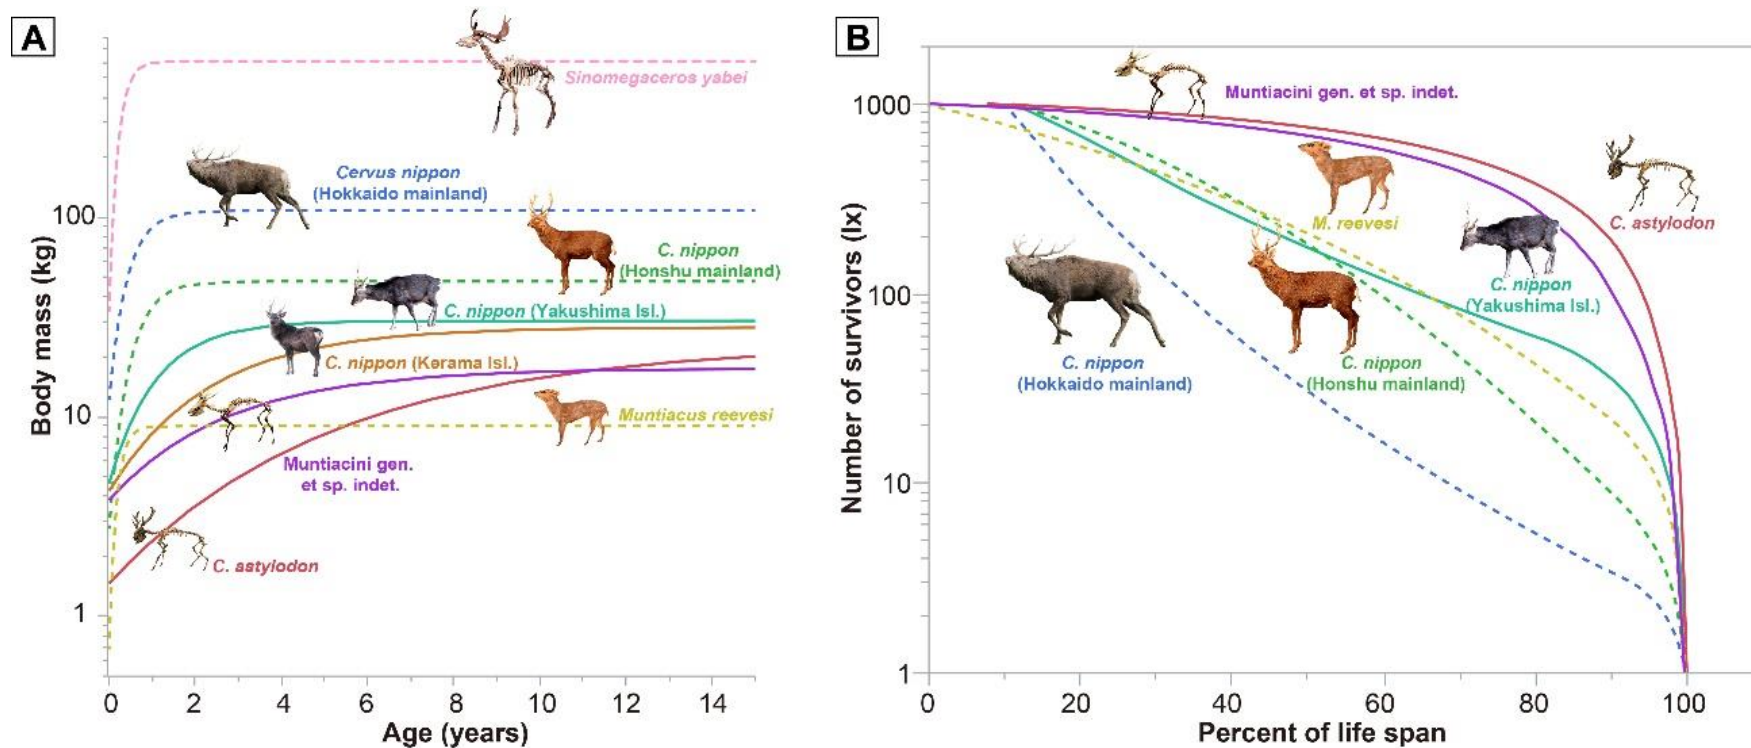 A
Body mass (kg)
100
10
1
0
2
4
6
8
10
12
14
Age (years)
Sinomegaceros yabei
Cervus nippon
(Hokkaido mainland)
C. nippon
(Honshu mainland)
C. nippon (Yakushima Isl.)
C. nippon (Kerama Isl.)
Muntiacus reevesi
Muntiacini gen.
et sp. indet.
C. astylodon
B
Number of survivors (lx)
1000
100
10
1
0
20
40
60
80
100
Percent of life span
Muntiacini gen. et sp. indet.
C. astylodon
M. reevesi
C. nippon
(Yakushima Isl.)
C. nippon
(Hokkaido mainland)
C. nippon
(Honshu mainland)